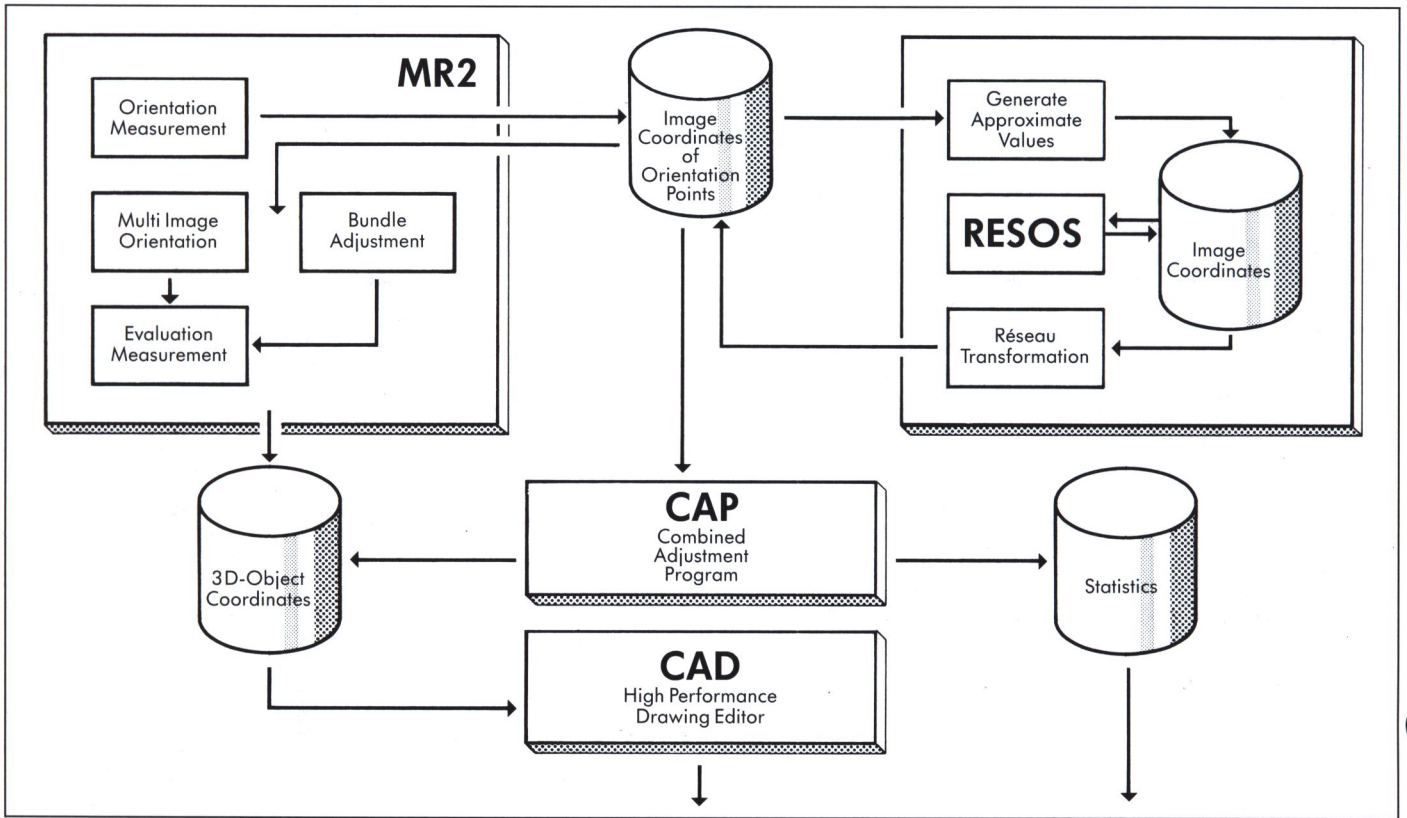 MR2
Orientation
Measurement
Multi Image
Orientation
Bundle
Adjustment
Evaluation
Measurement
Image
Coordinates
of
Orientation
Points
Generate
Approximate
Values
RESOS
Image
Coordinates
Réseau
Transformation
3D-Object
Coordinates
CAP
Combined
Adjustment
Program
Statistics
CAD
High Performance
Drawing Editor